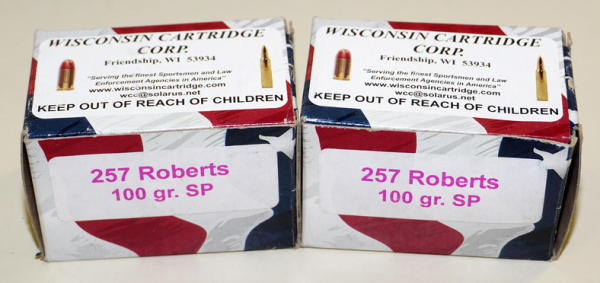 WISCONSIN CARTRIDGE
CORP.
Friendship, WI 53934
"Serving the finest Sportsmen and Law
Enforcement Agencies in America"
www.wisconsincartridge.com
wcc@solarus.net
KEEP OUT OF REACH OF CHILDREN
257 Roberts
100 gr. SP
WISCONSIN CARTRIDGE
CORP.
Friendship, WI 53934
"Serving the finest Sportsmen and Law
Enforcement Agencies in America"
www.wisconsincartridge.com
wcc@solarus.net
KEEP OUT OF REACH OF CHILDREN
257 Roberts
100 gr. SP